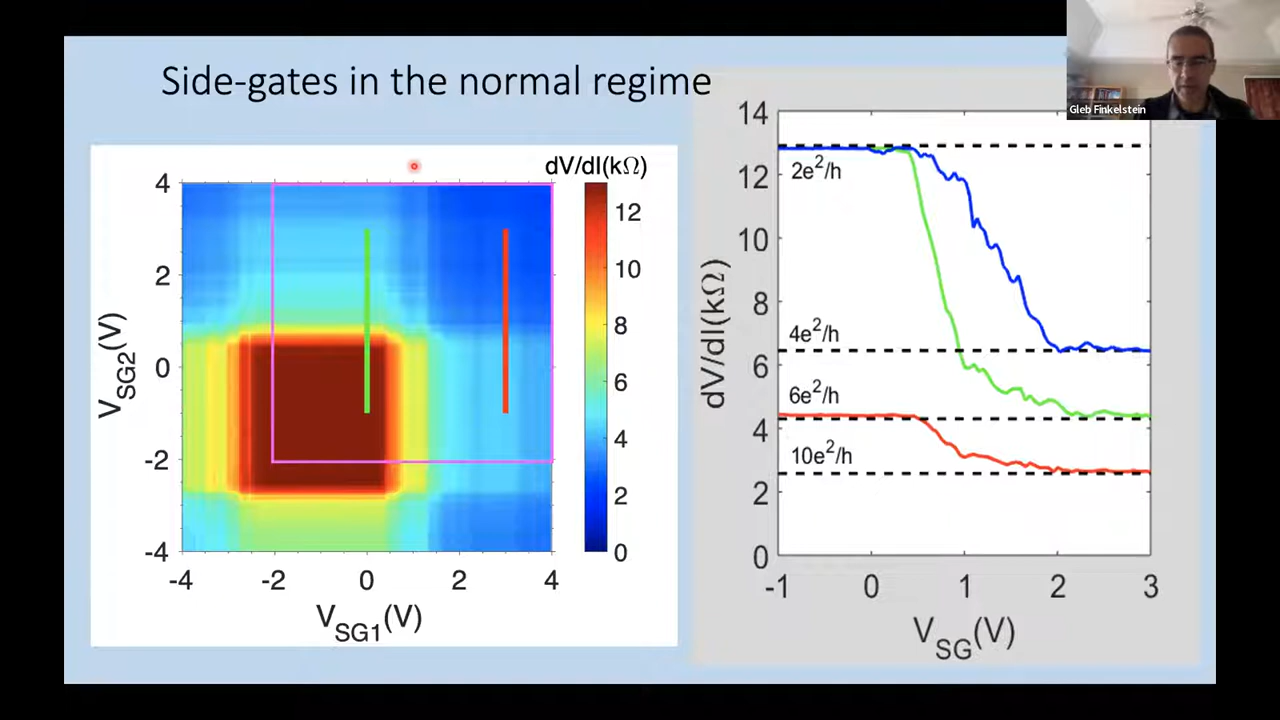 Side-gates in the normal regime
Gleb Finkelstein
dV/dI(kΩ)
4
2
0
-2
-4
V_SG2(V)
-4
-2
0
2
4
V_SG1(V)
12
10
8
6
4
2
0
14
12
10
8
6
4
2
0
dV/dI(kΩ)
2e²/h
4e²/h
6e²/h
10e²/h
-1
0
1
2
3
V_SG(V)